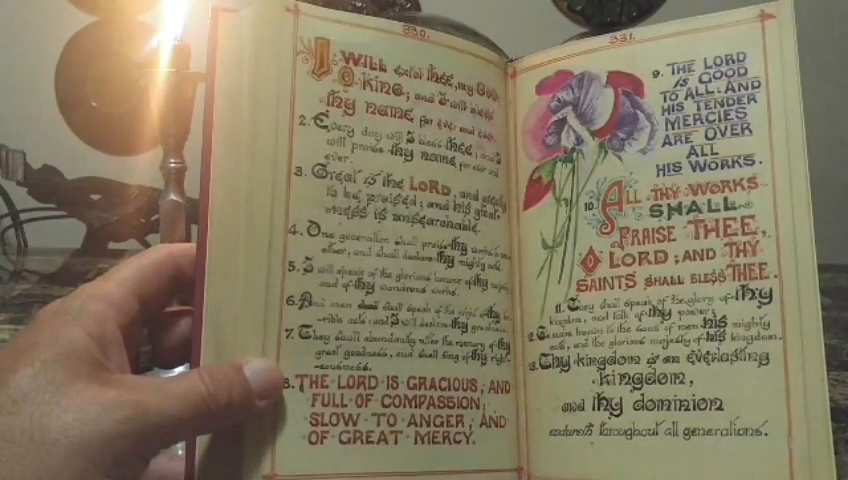 330.
I WILL extol thee, my God,
O king; and I will bless
thy name for ever and ever.
2. Every day will I bless thee; and I
will praise thy name for ever and
ever.
3. Great is the LORD, and greatly
to be praised; and his great-
ness is unsearchable.
4. One generation shall praise thy works to an-
other, and shall declare thy mighty acts.
5. I will speak of the glorious honour of thy majesty
and of thy wondrous works.
6. And men shall speak of the might of thy ter-
-rible acts: and I will declare thy greatness.
7. They shall abundantly utter the memory of thy
great goodness, and shall sing of thy right-
-eousness.
8. THE LORD IS GRACIOUS, AND
FULL OF COMPASSION;
SLOW TO ANGER, AND
OF GREAT MERCY.
331.
9. THE LORD
IS GOOD
TO ALL: AND
HIS TENDER
MERCIES
ARE OVER
ALL
HIS WORKS.
10. ALL THY WORKS
SHALL
PRAISE THEE,
O LORD; AND THY
SAINTS SHALL BLESS THEE.
11. They shall speak of the glory of thy
kingdom, and talk of thy power;
2. To make known to the sons of men his mighty
acts, and the glorious majesty of his kingdom.
3. Thy kingdom is an everlasting
kingdom,
and thy dominion
endureth throughout all generations.